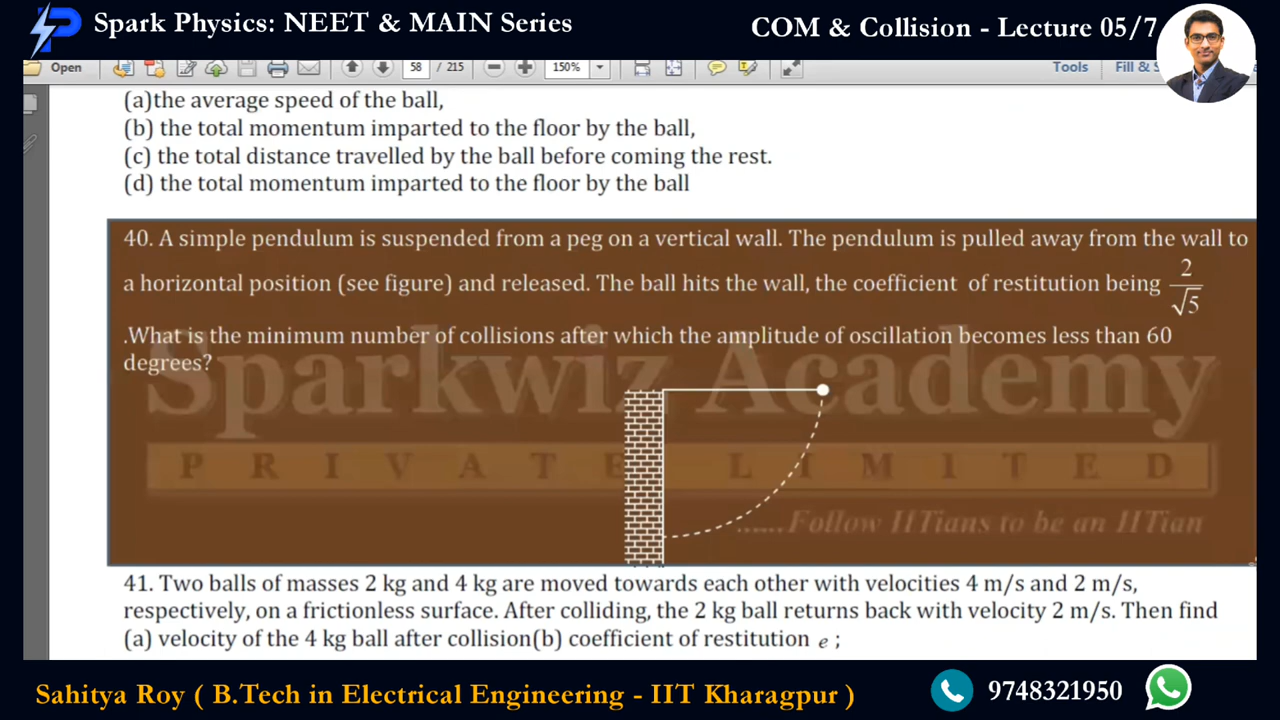 Spark Physics: NEET & MAIN Series
COM & Collision - Lecture 05/7
Open
58 / 215
150%
Tools
Fill & S
(a)the average speed of the ball,
(b) the total momentum imparted to the floor by the ball,
(c) the total distance travelled by the ball before coming the rest.
(d) the total momentum imparted to the floor by the ball
40. A simple pendulum is suspended from a peg on a vertical wall. The pendulum is pulled away from the wall to
a horizontal position (see figure) and released. The ball hits the wall, the coefficient of restitution being 2/√5
.What is the minimum number of collisions after which the amplitude of oscillation becomes less than 60
degrees?
Sparkwiz Academy
PRIVATE LIMITED
......Follow IITians to be an IITian
41. Two balls of masses 2 kg and 4 kg are moved towards each other with velocities 4 m/s and 2 m/s,
respectively, on a frictionless surface. After colliding, the 2 kg ball returns back with velocity 2 m/s. Then find
(a) velocity of the 4 kg ball after collision(b) coefficient of restitution e ;
Sahitya Roy ( B.Tech in Electrical Engineering - IIT Kharagpur )
9748321950